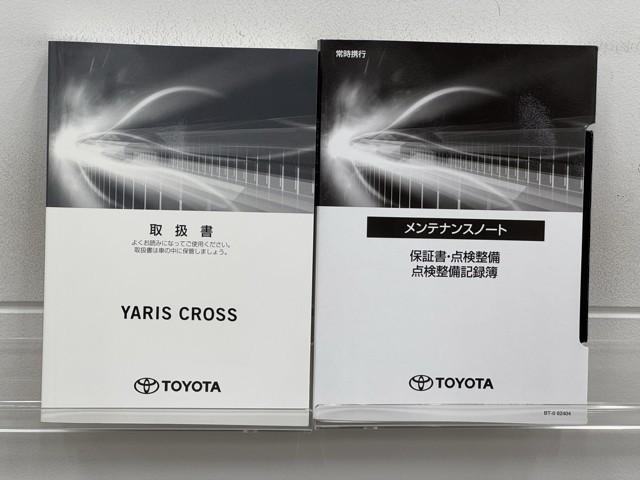 取扱書
よくお読みになってご使用ください。
取扱書は車の中に保管しましょう。
YARIS CROSS
TOYOTA
常時携行
メンテナンスノート
保証書・点検整備
点検整備記録簿
TOYOTA
BT-0 02404